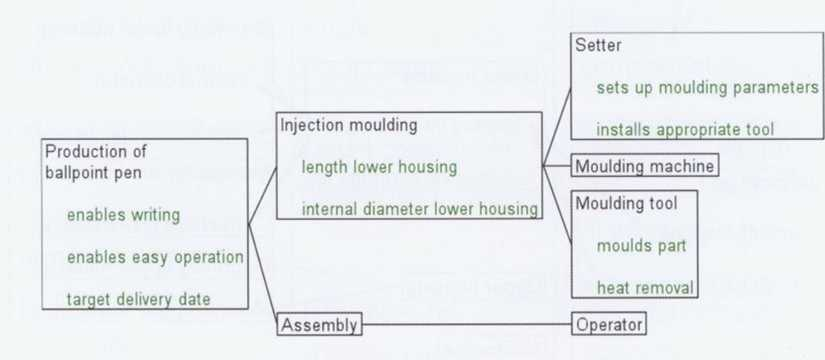 Production of
ballpoint pen
enables writing
enables easy operation
target delivery date
Injection moulding
length lower housing
internal diameter lower housing
Assembly
Setter
sets up moulding parameters
installs appropriate tool
Moulding machine
Moulding tool
moulds part
heat removal
Operator